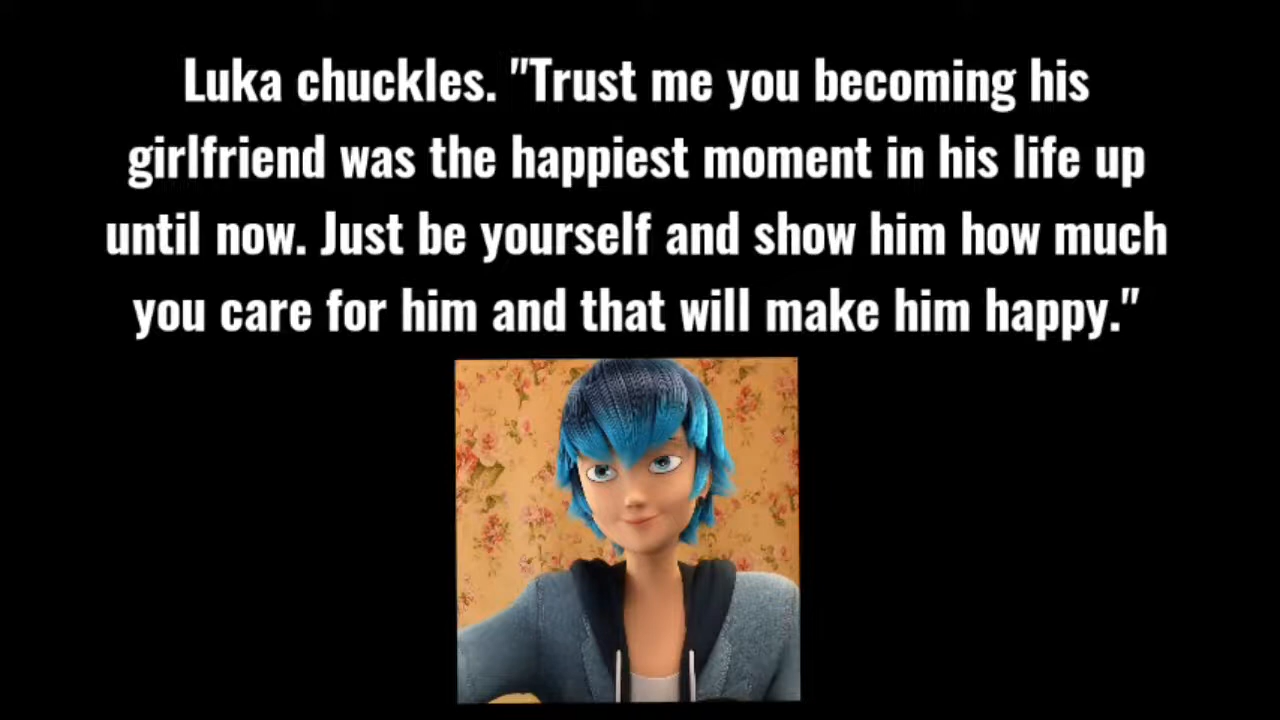 Luka chuckles. "Trust me you becoming his
girlfriend was the happiest moment in his life up
until now. Just be yourself and show him how much
you care for him and that will make him happy."